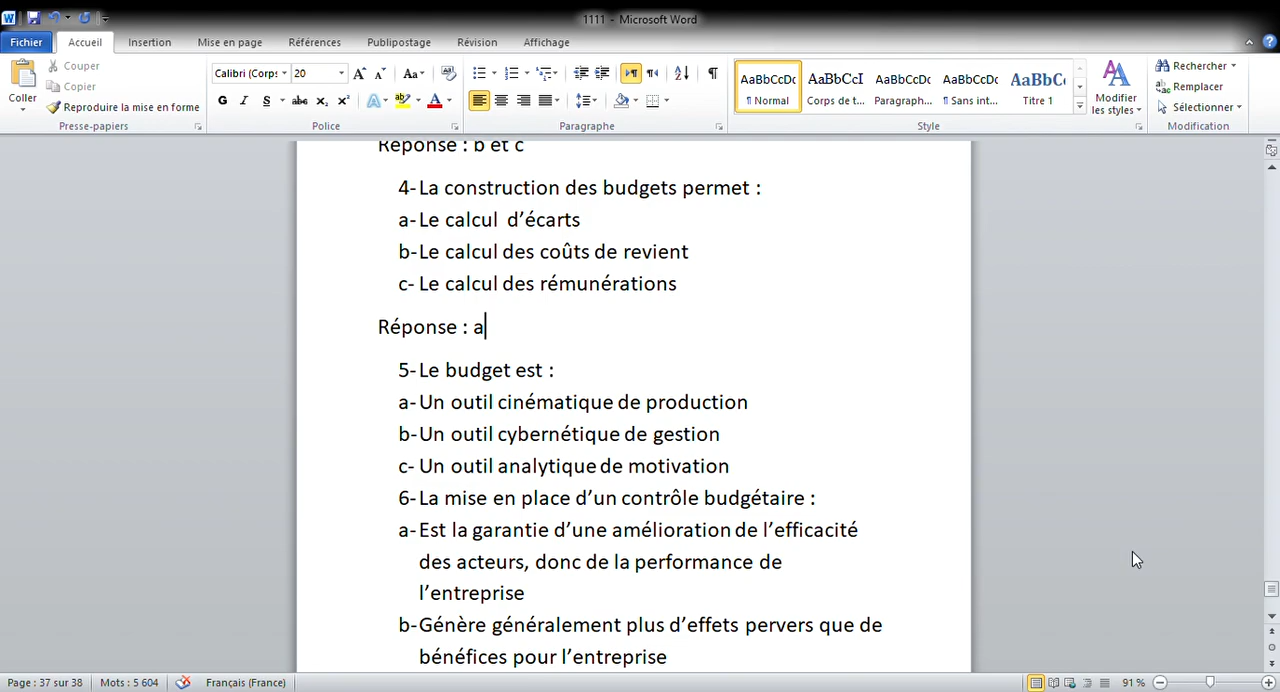 1111 - Microsoft Word
Fichier Accueil Insertion Mise en page Références Publipostage Révision Affichage
Coller
Couper
Copier
Reproduire la mise en forme
Presse-papiers
Calibri (Corps 20
G I S abc x₂ x²
Police
Paragraphe
AaBbCcDc AaBbCcI AaBbCcDc AaBbCcDc AaBbC
¶ Normal Corps de t... Paragraph... ¶ Sans int... Titre 1
Modifier
les styles
Style
Rechercher
Remplacer
Sélectionner
Modification
Réponse : b et c
4- La construction des budgets permet :
a- Le calcul d’écarts
b- Le calcul des coûts de revient
c- Le calcul des rémunérations
Réponse : a
5- Le budget est :
a- Un outil cinématique de production
b- Un outil cybernétique de gestion
c- Un outil analytique de motivation
6- La mise en place d’un contrôle budgétaire :
a- Est la garantie d’une amélioration de l’efficacité
des acteurs, donc de la performance de
l’entreprise
b- Génère généralement plus d’effets pervers que de
bénéfices pour l’entreprise
Page : 37 sur 38 Mots : 5 604 Français (France) 91 %